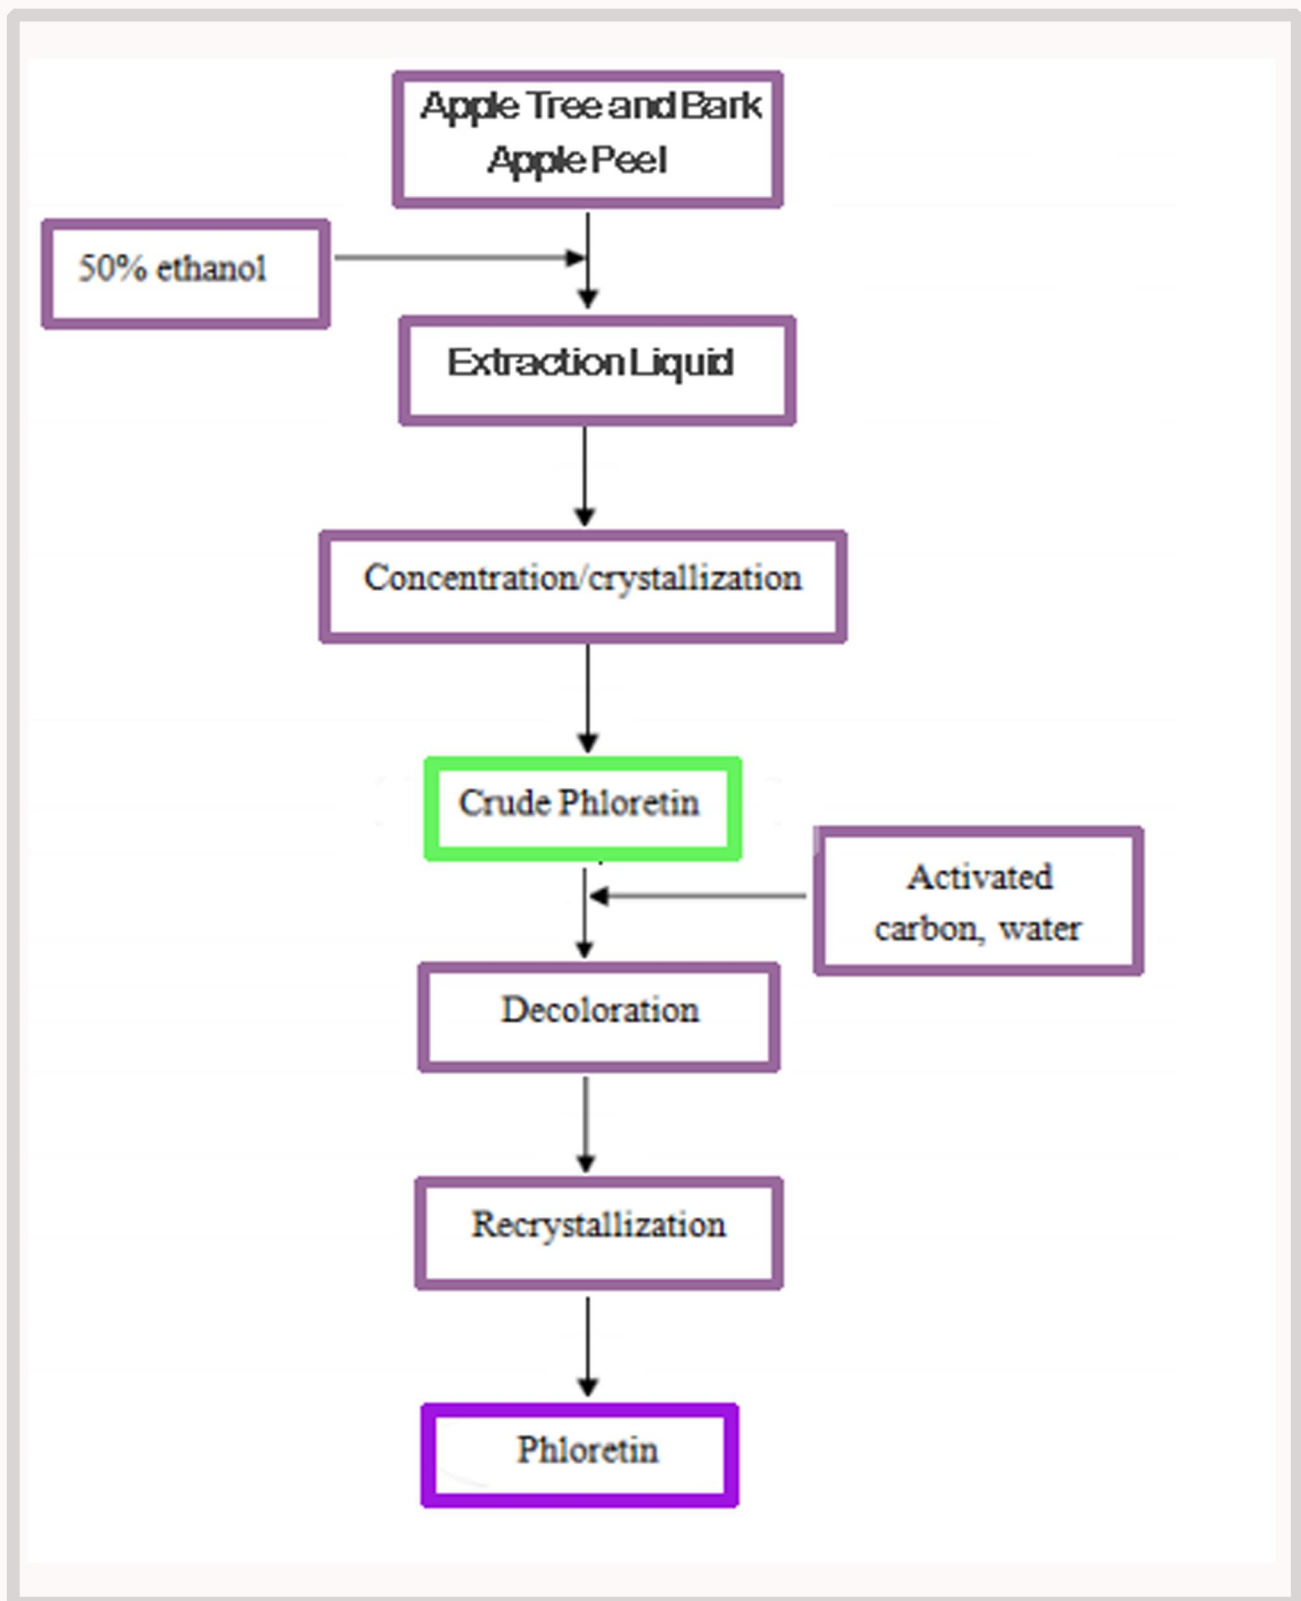 Apple Tree and Bark
Apple Peel
50% ethanol
Extraction Liquid
Concentration/crystallization
Crude Phloretin
Activated
carbon, water
Decoloration
Recrystallization
Phloretin